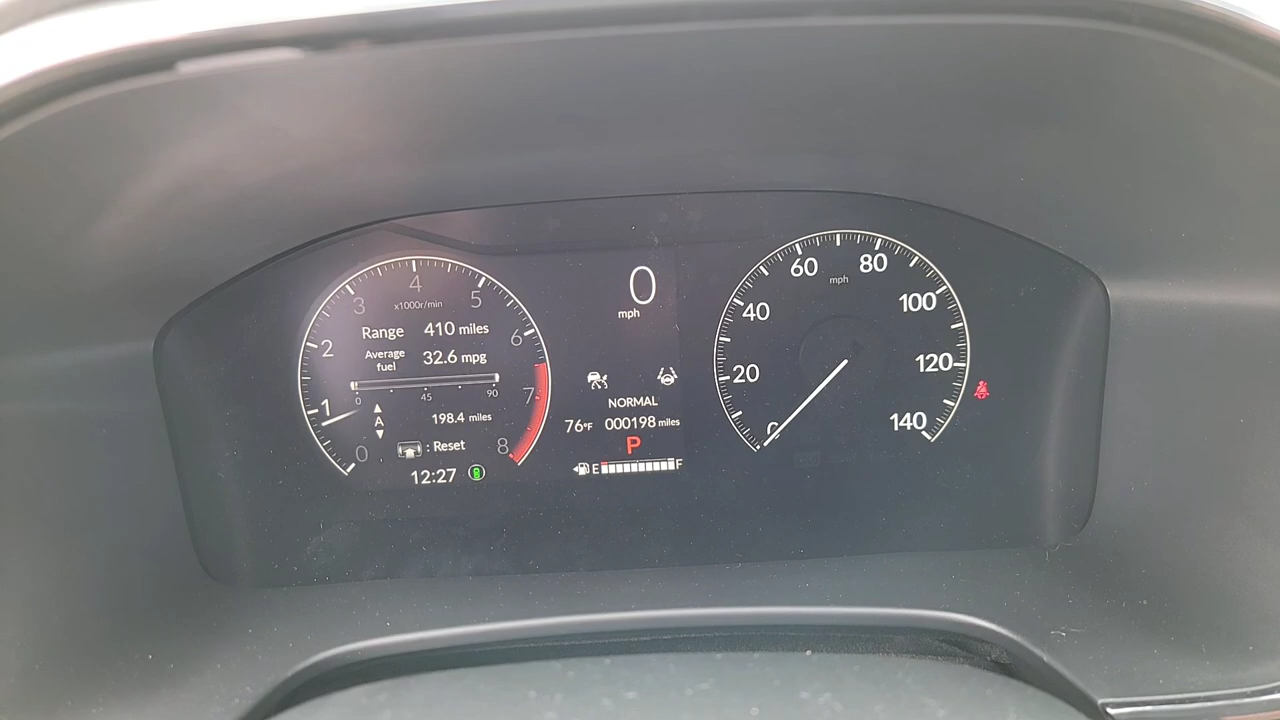 4
3
5
x1000r/min
Range 410 miles
6
2
Average
fuel
32.6 mpg
0 45 90
7
1
A
198.4 miles
0
: Reset
8
12:27
0
mph
NORMAL
76°F 000198 miles
P
E F
60 80
mph
40 100
20 120
0 140